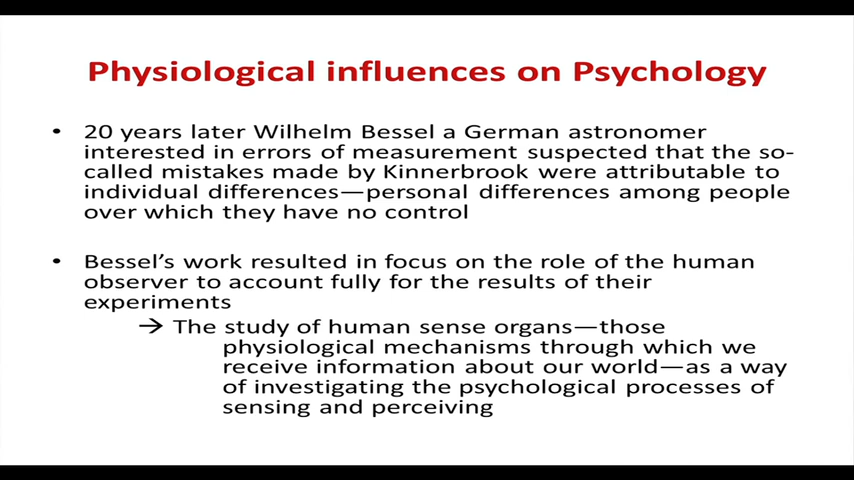 Physiological influences on Psychology
• 20 years later Wilhelm Bessel a German astronomer
interested in errors of measurement suspected that the so-
called mistakes made by Kinnerbrook were attributable to
individual differences—personal differences among people
over which they have no control
• Bessel's work resulted in focus on the role of the human
observer to account fully for the results of their
experiments
→ The study of human sense organs—those
physiological mechanisms through which we
receive information about our world—as a way
of investigating the psychological processes of
sensing and perceiving